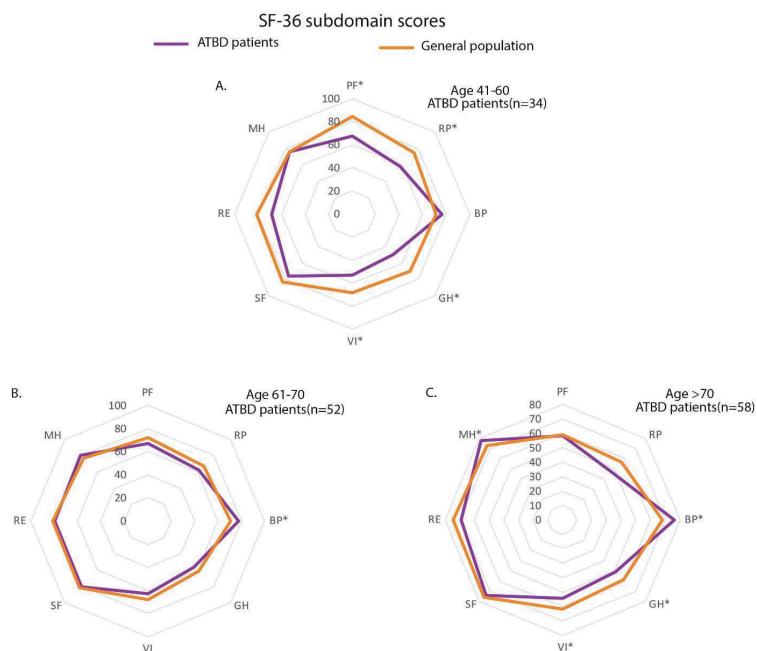 SF-36 subdomain scores
ATBD patients
General population
A.
Age 41-60
ATBD patients(n=34)
PF*
RP*
BP
GH*
VI*
SF
RE
MH
100
80
60
40
20
0
B.
Age 61-70
ATBD patients(n=52)
PF
RP
BP*
GH
VI
SF
RE
MH
100
80
60
40
20
0
C.
Age >70
ATBD patients(n=58)
PF
RP
BP*
GH*
VI*
SF
RE
MH*
80
70
60
50
40
30
20
10
0